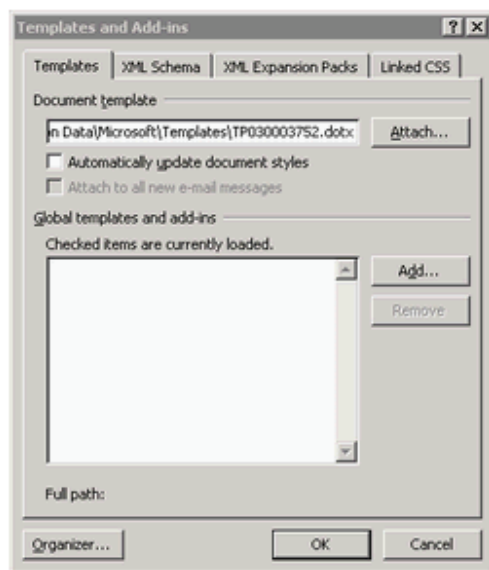 Templates and Add-ins
Templates XML Schema XML Expansion Packs Linked CSS
Document template
n Data\Microsoft\Templates\TP030003752.dotx Attach...
Automatically update document styles
Attach to all new e-mail messages
Global templates and add-ins
Checked items are currently loaded.
Add...
Remove
Full path:
Organizer... OK Cancel